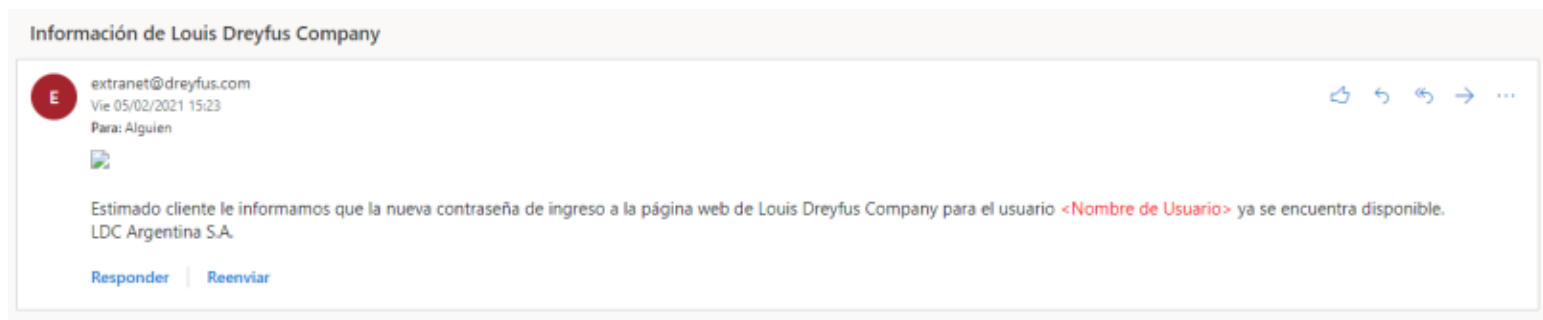 Información de Louis Dreyfus Company
E
extranet@dreyfus.com
Vie 05/02/2021 15:23
Para: Alguien
Estimado cliente le informamos que la nueva contraseña de ingreso a la página web de Louis Dreyfus Company para el usuario <Nombre de Usuario> ya se encuentra disponible.
LDC Argentina S.A.
Responder Reenviar